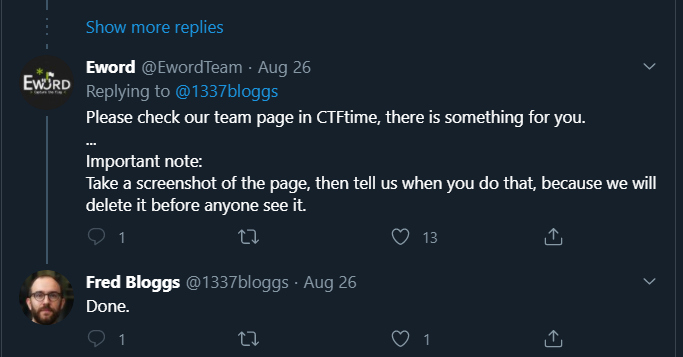 Show more replies
Eword @EwordTeam · Aug 26
Replying to @1337bloggs
Please check our team page in CTFtime, there is something for you.
...
Important note:
Take a screenshot of the page, then tell us when you do that, because we will
delete it before anyone see it.
1 13
Fred Bloggs @1337bloggs · Aug 26
Done.
1 1